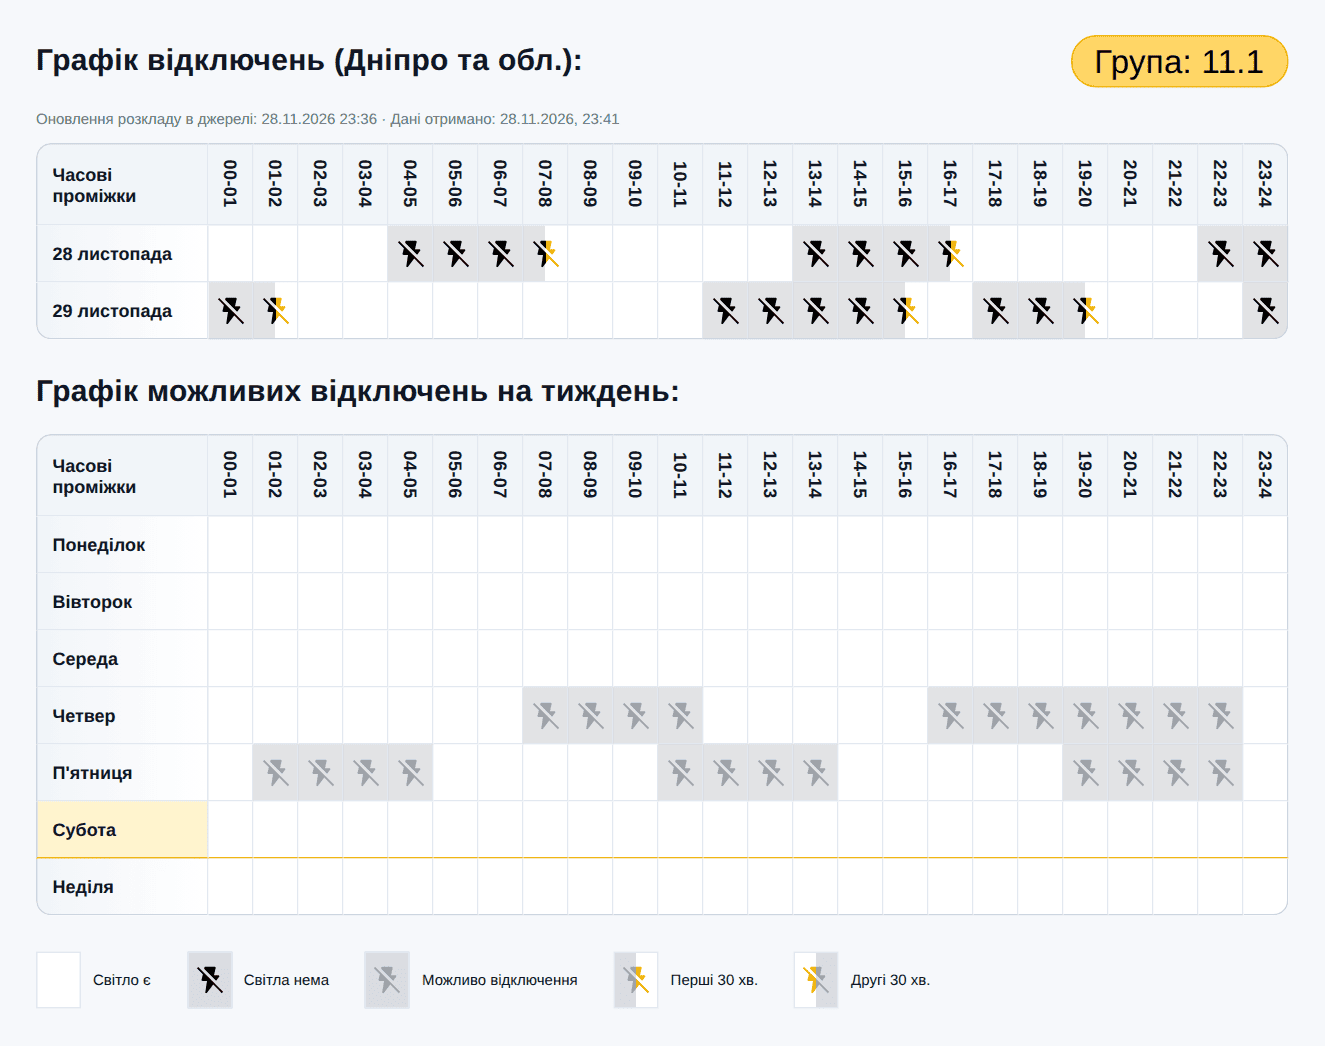 Графік відключень (Дніпро та обл.):
Група: 11.1
Оновлення розкладу в джерелі: 28.11.2026 23:36 · Дані отримано: 28.11.2026, 23:41
Часові проміжки 00-01 01-02 02-03 03-04 04-05 05-06 06-07 07-08 08-09 09-10 10-11 11-12 12-13 13-14 14-15 15-16 16-17 17-18 18-19 19-20 20-21 21-22 22-23 23-24
28 листопада
29 листопада
Графік можливих відключень на тиждень:
Часові проміжки 00-01 01-02 02-03 03-04 04-05 05-06 06-07 07-08 08-09 09-10 10-11 11-12 12-13 13-14 14-15 15-16 16-17 17-18 18-19 19-20 20-21 21-22 22-23 23-24
Понеділок
Вівторок
Середа
Четвер
П'ятниця
Субота
Неділя
Світло є Світла нема Можливо відключення Перші 30 хв. Другі 30 хв.